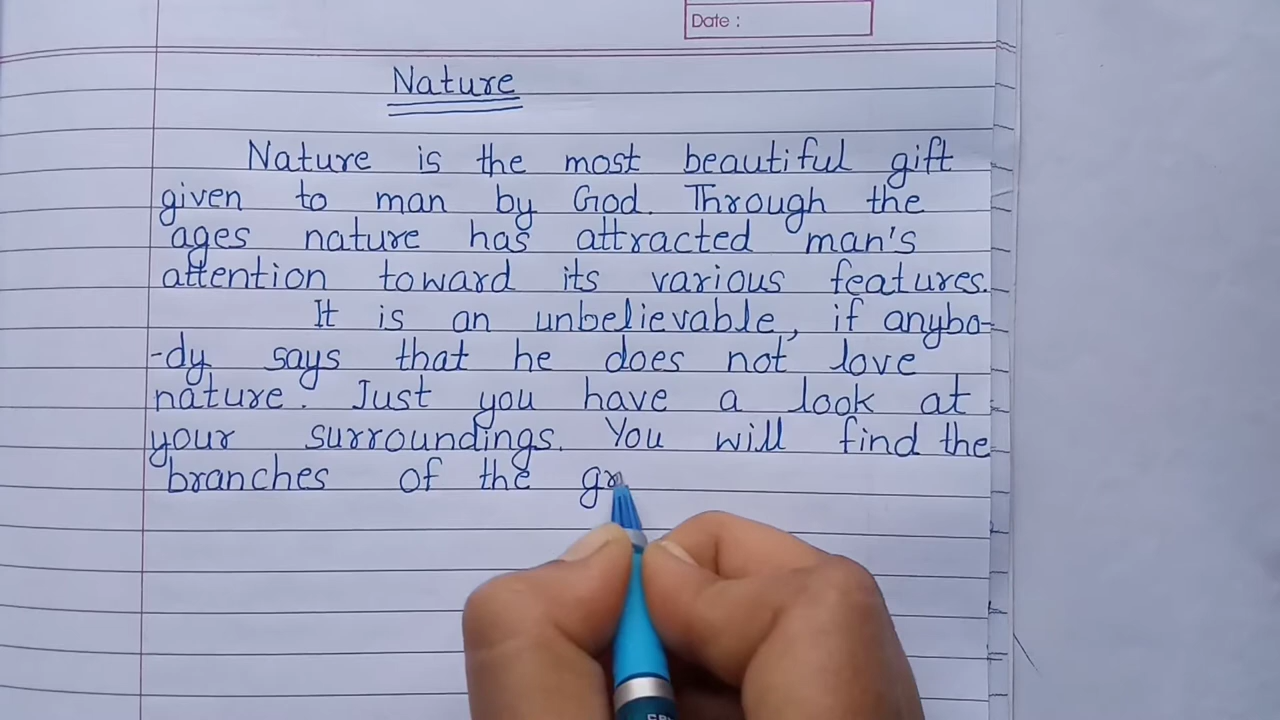 Date :
Nature
Nature is the most beautiful gift
given to man by God. Through the
ages nature has attracted man's
attention toward its various features.
It is an unbelievable, if anybo-
-dy says that he does not love
nature. Just you have a look at
your surroundings. You will find the
branches of the